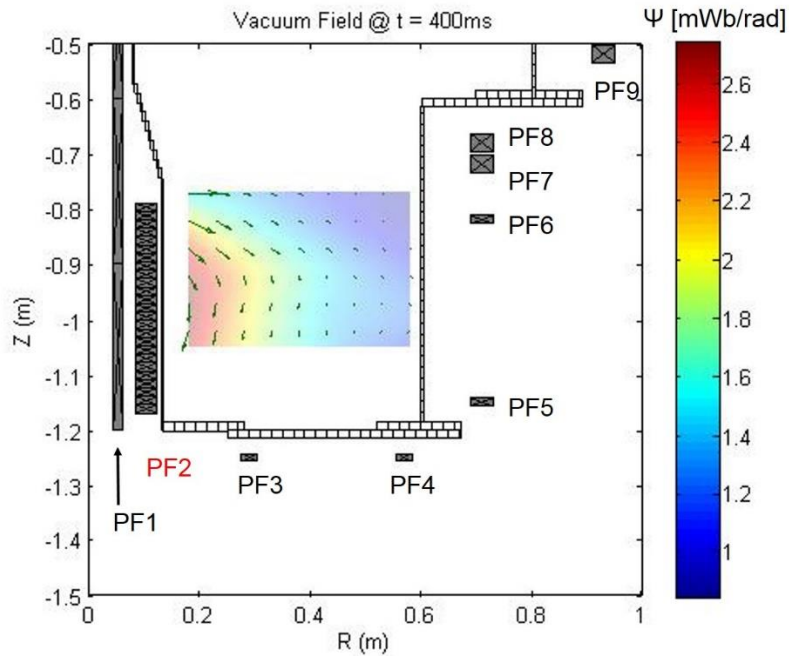 Vacuum Field @ t = 400ms
Ψ [mWb/rad]
-0.5
-0.6
-0.7
-0.8
-0.9
-1
-1.1
-1.2
-1.3
-1.4
-1.5
Z (m)
0 0.2 0.4 0.6 0.8 1
R (m)
PF9
PF8
PF7
PF6
PF5
PF2
PF3
PF4
PF1
2.6
2.4
2.2
2
1.8
1.6
1.4
1.2
1